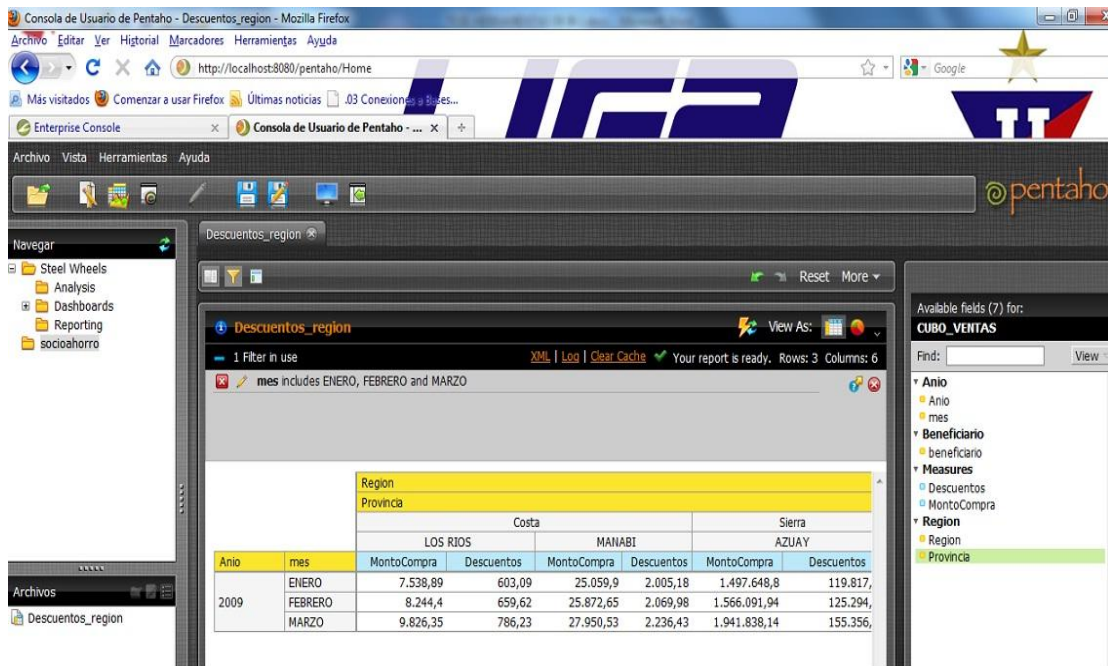 Consola de Usuario de Pentaho - Descuentos_region - Mozilla Firefox
Archivo Editar Ver Historial Marcadores Herramientas Ayuda
http://localhost:8080/pentaho/Home
Google
Más visitados Comenzar a usar Firefox Últimas noticias .03 Conexiones a Bases...
Enterprise Console
Consola de Usuario de Pentaho - ...
Archivo Vista Herramientas Ayuda
pentaho
Descuentos_region
Navegar
Steel Wheels
Analysis
Dashboards
Reporting
socioahorro
Archivos
Descuentos_region
Reset More
Descuentos_region
View As:
1 Filter in use
XML | Log | Clear Cache Your report is ready. Rows: 3 Columns: 6
mes includes ENERO, FEBRERO and MARZO
Region
Provincia
Costa Sierra
LOS RIOS MANABI AZUAY
Anio mes MontoCompra Descuentos MontoCompra Descuentos MontoCompra Descuentos
ENERO 7.538,89 603,09 25.059,9 2.005,18 1.497.648,8 119.817,
2009 FEBRERO 8.244,4 659,62 25.872,65 2.069,98 1.566.091,94 125.294,
MARZO 9.826,35 786,23 27.950,53 2.236,43 1.941.838,14 155.356,
Available fields (7) for:
CUBO_VENTAS
Find: View
Anio
Anio
mes
Beneficiario
beneficiario
Measures
Descuentos
MontoCompra
Region
Region
Provincia